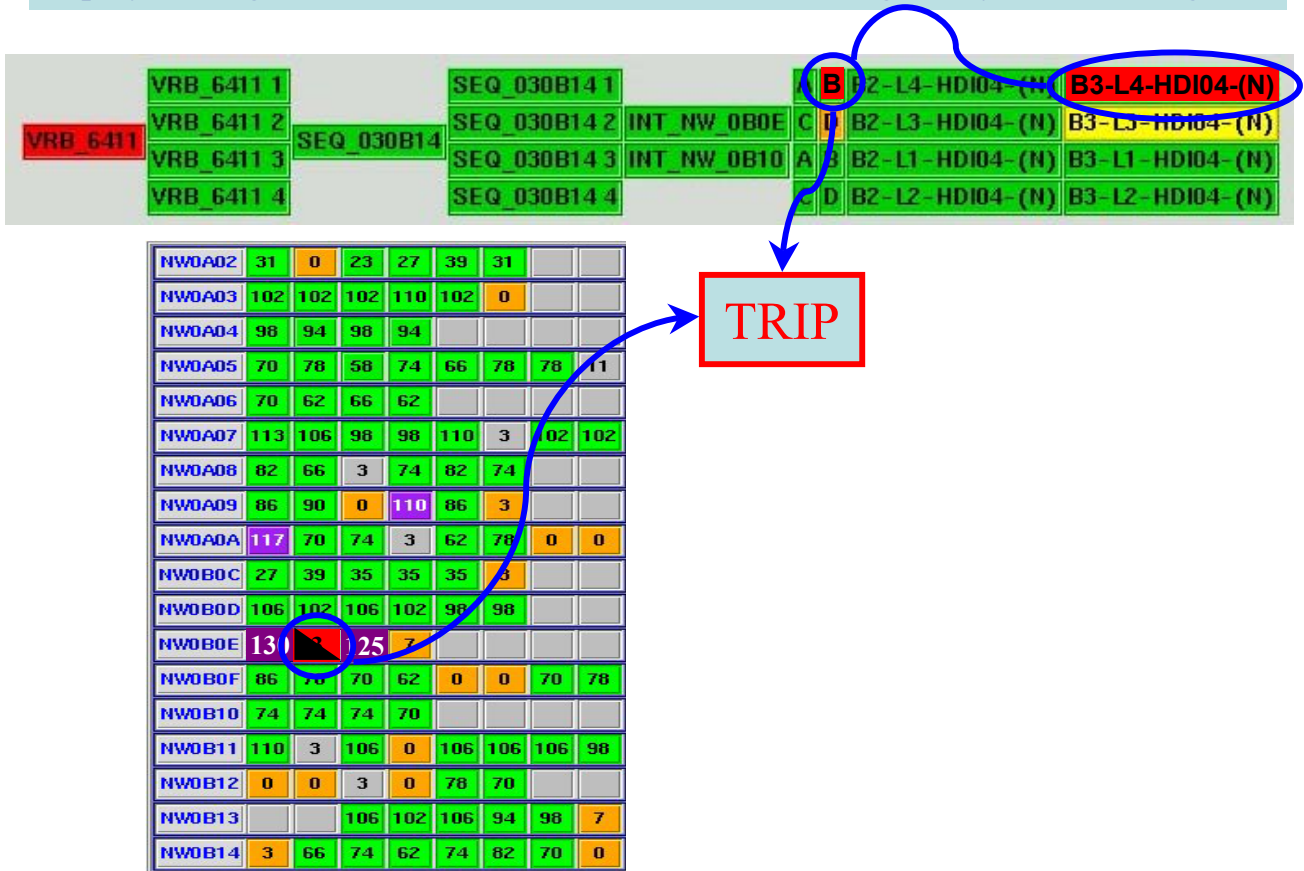 VRB_6411 1 SEQ_030B14 1 A B B2-L4-HDI04-(N) B3-L4-HDI04-(N)
VRB_6411 2 SEQ_030B14 2 INT_NW_0B0E C D B2-L3-HDI04-(N) B3-L3-HDI04-(N)
VRB_6411 SEQ_030B14
VRB_6411 3 SEQ_030B14 3 INT_NW_0B10 A B B2-L1-HDI04-(N) B3-L1-HDI04-(N)
VRB_6411 4 SEQ_030B14 4 C D B2-L2-HDI04-(N) B3-L2-HDI04-(N)
NW0A02 31 0 23 27 39 31
NW0A03 102 102 102 110 102 0
TRIP
NW0A04 98 94 98 94
NW0A05 70 78 58 74 66 78 78 11
NW0A06 70 62 66 62
NW0A07 113 106 98 98 110 3 102 102
NW0A08 82 66 3 74 82 74
NW0A09 86 90 0 110 86 3
NW0A0A 117 70 74 3 62 78 0 0
NW0B0C 27 39 35 35 35 3
NW0B0D 106 102 106 102 98 98
NW0B0E 130 125 7
NW0B0F 86 78 70 62 0 0 70 78
NW0B10 74 74 74 70
NW0B11 110 3 106 0 106 106 106 98
NW0B12 0 0 3 0 78 70
NW0B13 106 102 106 94 98 7
NW0B14 3 66 74 62 74 82 70 0